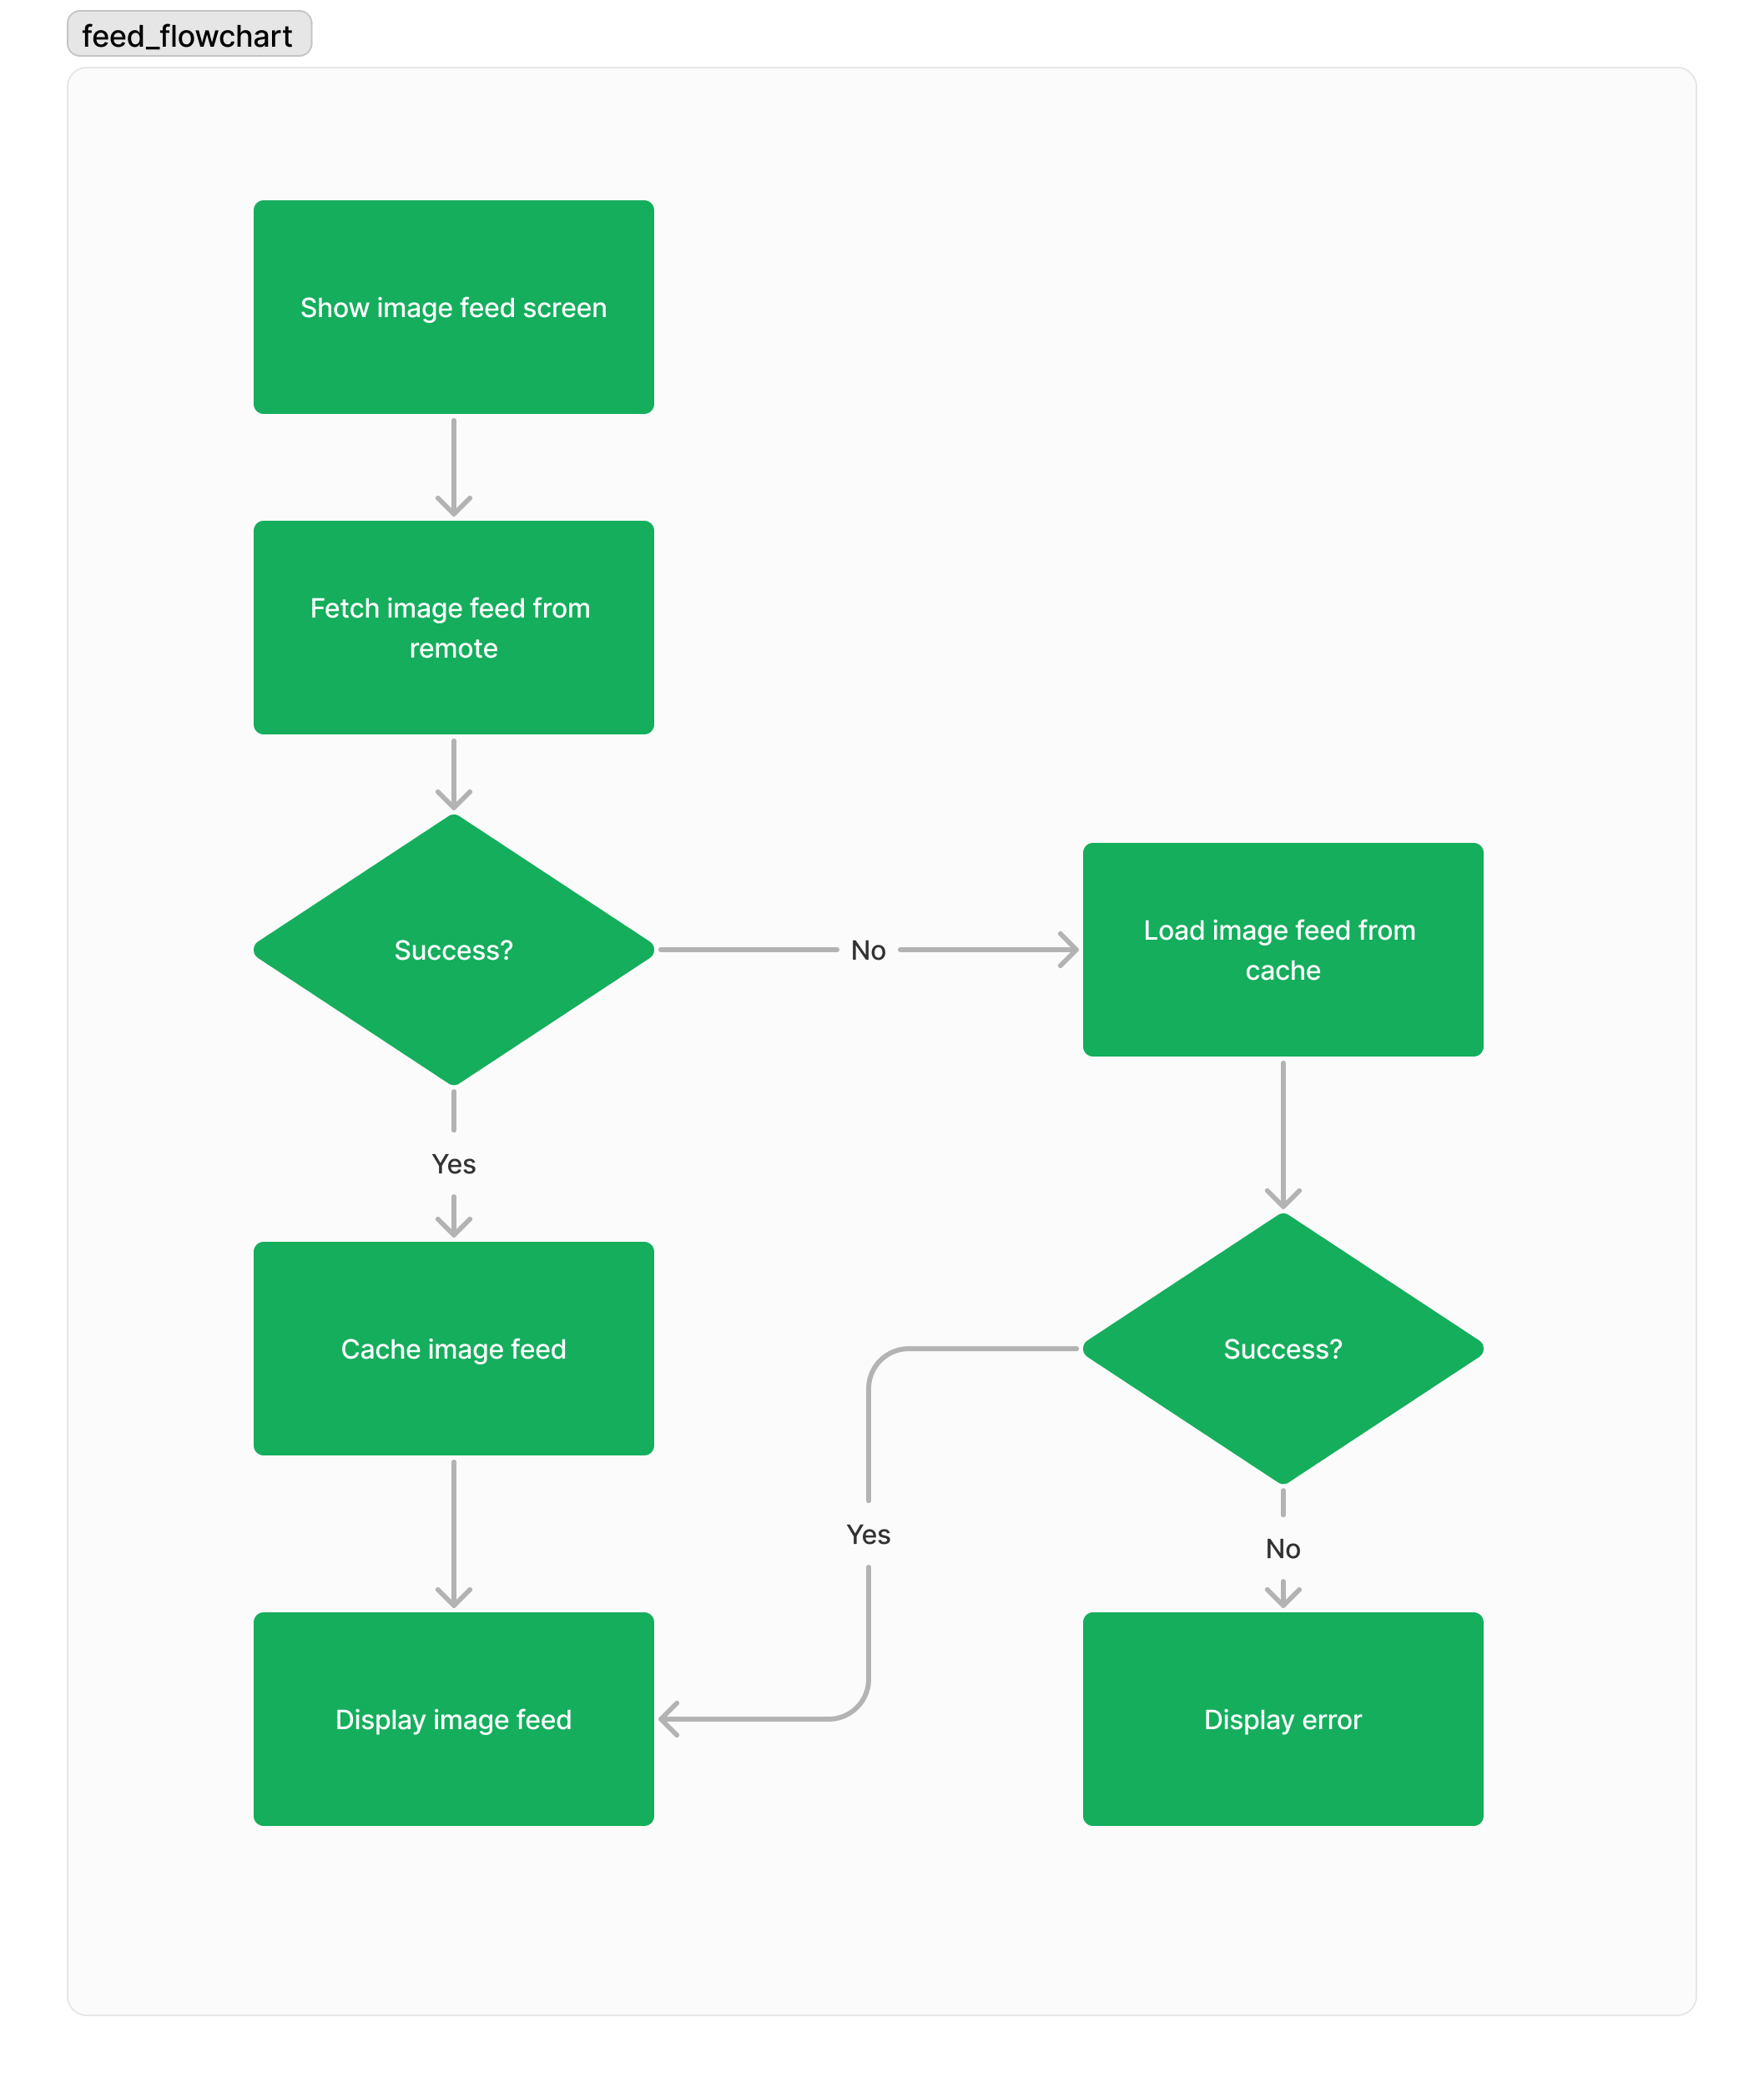 feed_flowchart
Show image feed screen
Fetch image feed from
remote
Success?
No
Load image feed from
cache
Yes
Cache image feed
Success?
Yes
No
Display image feed
Display error